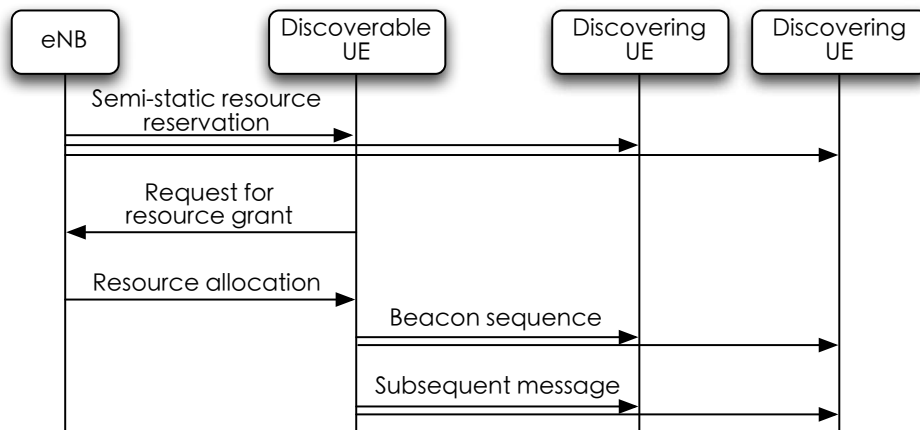 eNB
Discoverable
UE
Discovering
UE
Discovering
UE
Semi-static resource
reservation
Request for
resource grant
Resource allocation
Beacon sequence
Subsequent message